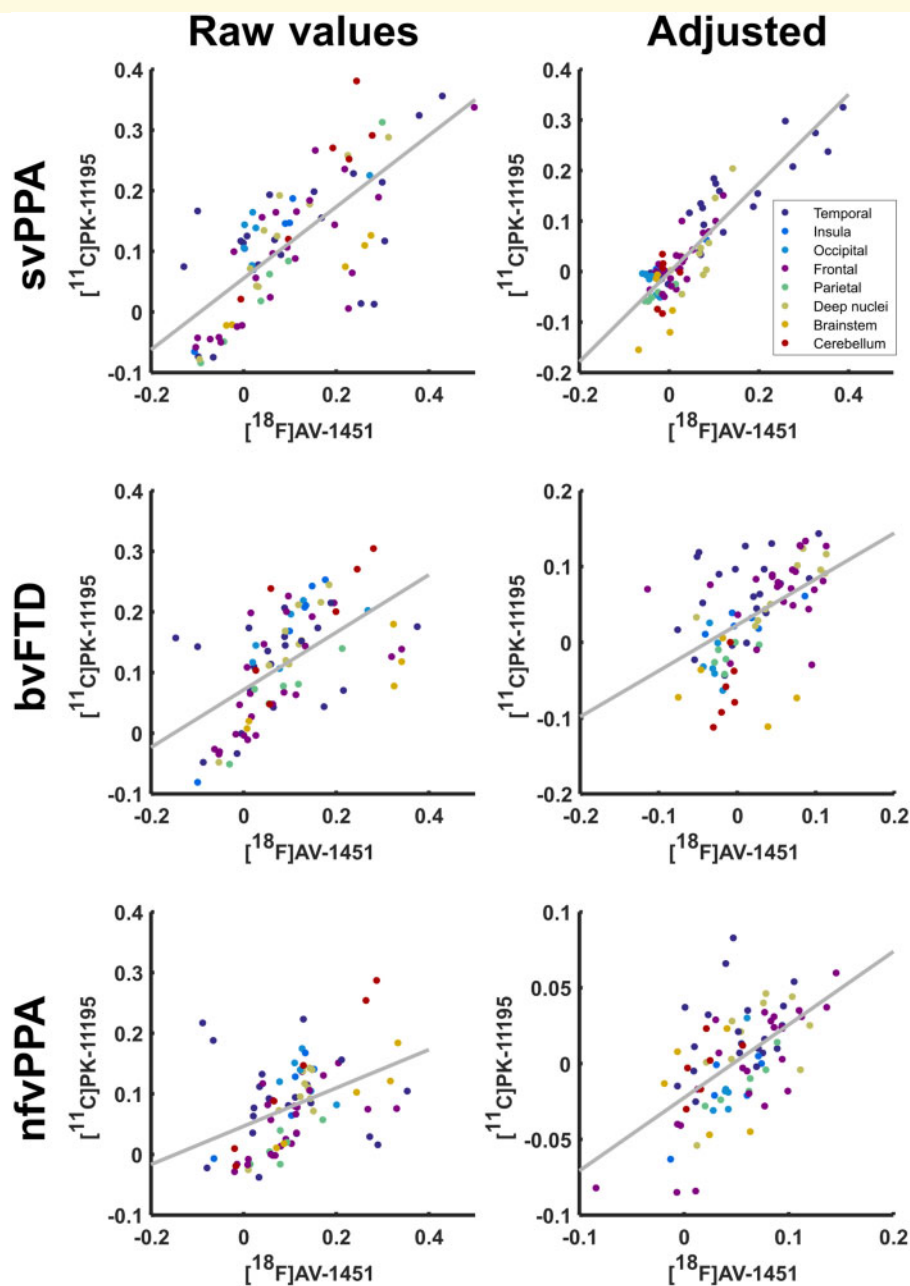 Raw values
Adjusted
svPPA
[¹¹C]PK-11195
0.4
0.3
0.2
0.1
0
-0.1
-0.2
0
0.2
0.4
[¹⁸F]AV-1451
[¹¹C]PK-11195
0.4
0.3
0.2
0.1
0
-0.1
-0.2
-0.2
0
0.2
0.4
0.6
[¹⁸F]AV-1451
Temporal
Insula
Occipital
Frontal
Parietal
Deep nuclei
Brainstem
Cerebellum
bvFTD
[¹¹C]PK-11195
0.4
0.3
0.2
0.1
0
-0.1
-0.2
0
0.2
0.4
[¹⁸F]AV-1451
[¹¹C]PK-11195
0.2
0.1
0
-0.1
-0.2
-0.2
-0.1
0
0.1
0.2
[¹⁸F]AV-1451
nfvPPA
[¹¹C]PK-11195
0.4
0.3
0.2
0.1
0
-0.1
-0.2
0
0.2
0.4
[¹⁸F]AV-1451
[¹¹C]PK-11195
0.1
0.05
0
-0.05
-0.1
-0.1
0
0.1
0.2
[¹⁸F]AV-1451